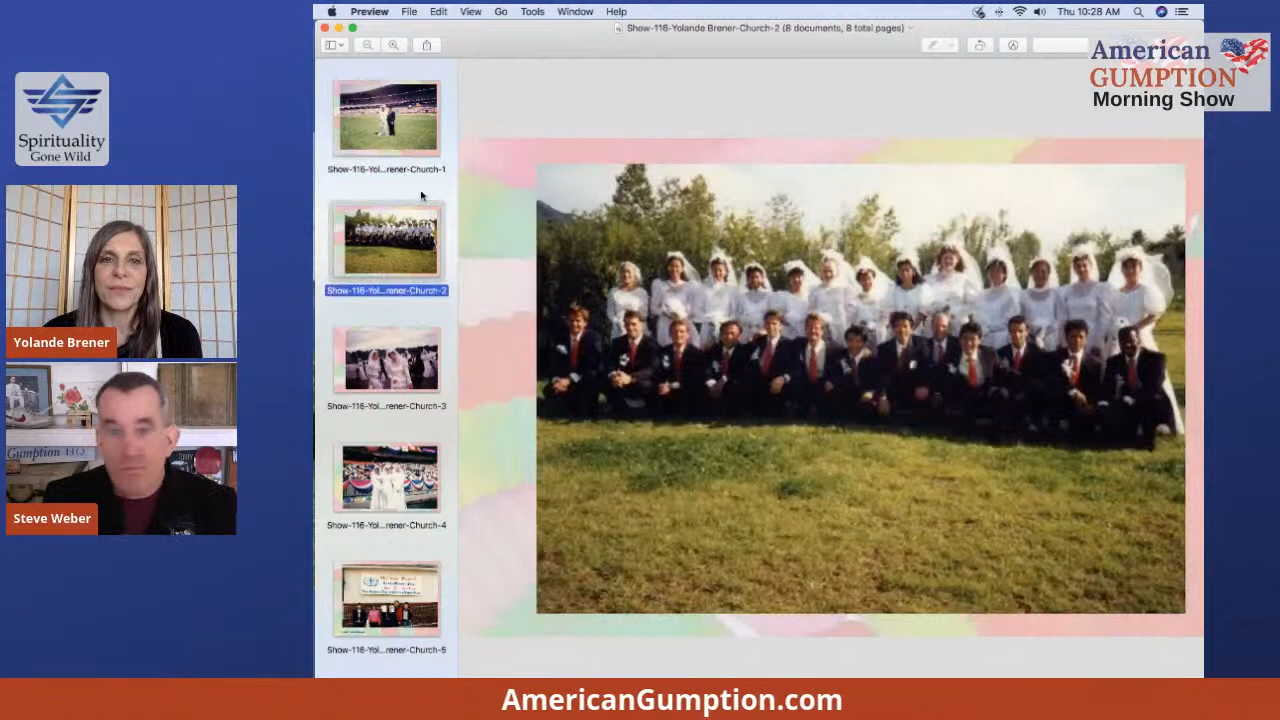 Preview File Edit View Go Tools Window Help
Thu 10:28 AM
Show-116-Yolande Brener-Church-2 (8 documents, 8 total pages)
American
GUMPTION
Morning Show
Spirituality
Gone Wild
Show-116-Yol...rener-Church-1
Show-116-Yol...rener-Church-2
Show-116-Yol...rener-Church-3
Show-116-Yol...rener-Church-4
Show-116-Yol...rener-Church-5
Yolande Brener
Gumption HQ
Steve Weber
AmericanGumption.com